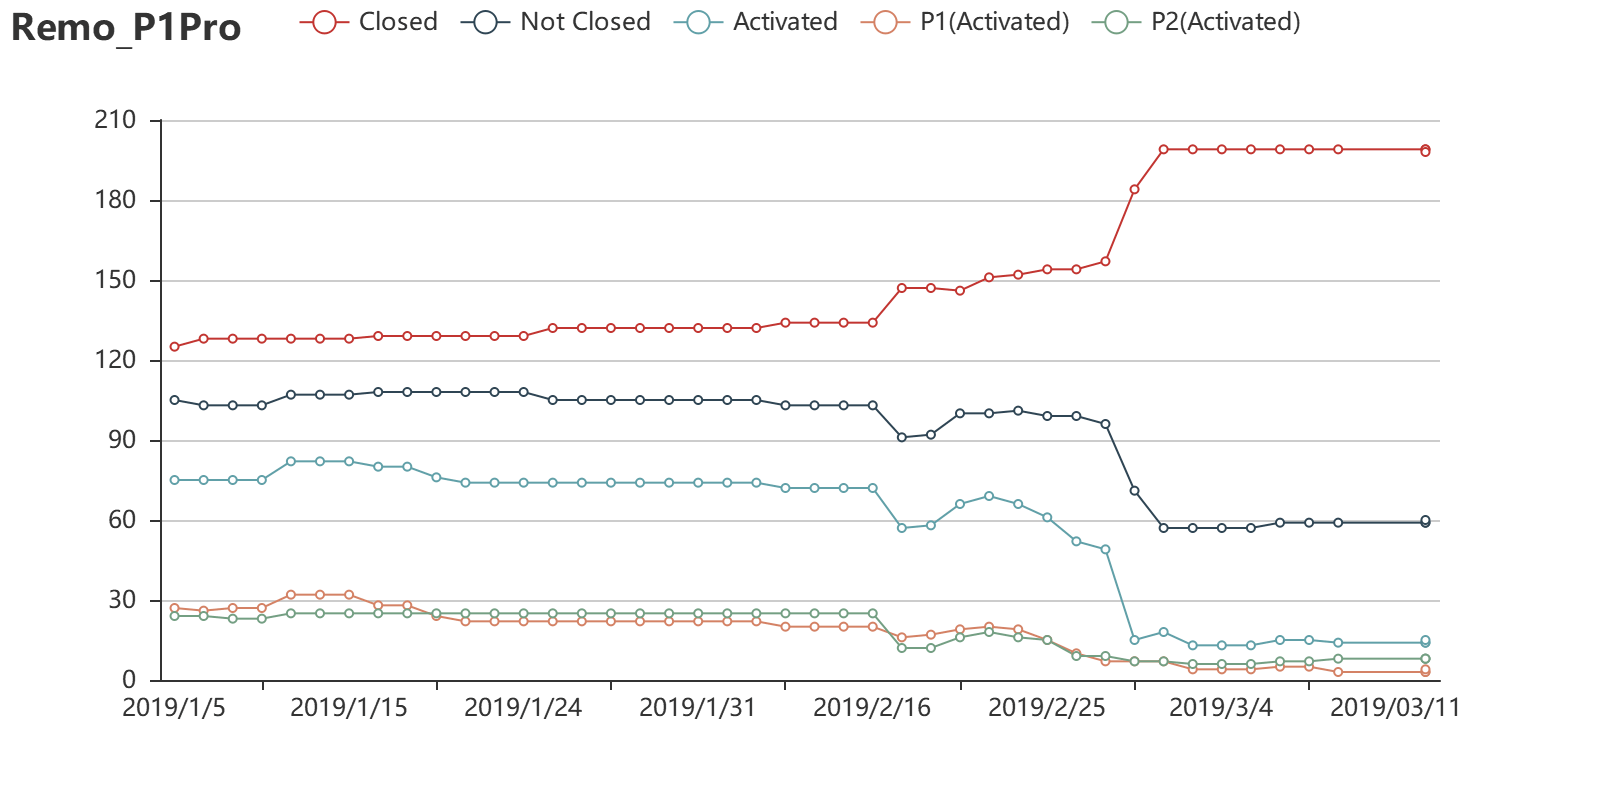 Remo_P1Pro
Closed
Not Closed
Activated
P1(Activated)
P2(Activated)
210
180
150
120
90
60
30
0
2019/1/5
2019/1/15
2019/1/24
2019/1/31
2019/2/16
2019/2/25
2019/3/4
2019/03/11